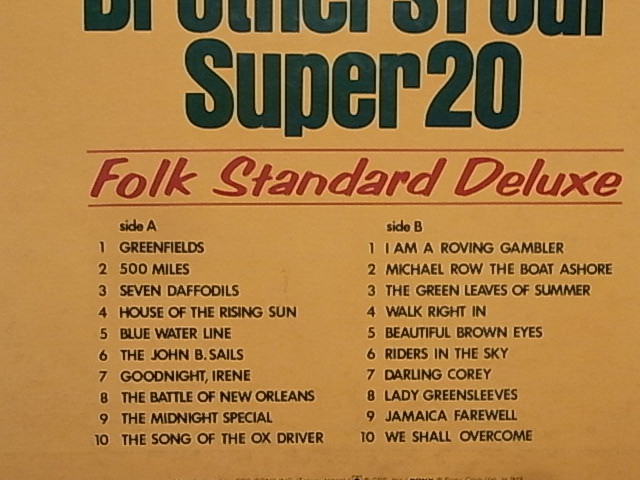 Brothers Four
Super 20
Folk Standard Deluxe
side A
1 GREENFIELDS
2 500 MILES
3 SEVEN DAFFODILS
4 HOUSE OF THE RISING SUN
5 BLUE WATER LINE
6 THE JOHN B. SAILS
7 GOODNIGHT, IRENE
8 THE BATTLE OF NEW ORLEANS
9 THE MIDNIGHT SPECIAL
10 THE SONG OF THE OX DRIVER
side B
1 I AM A ROVING GAMBLER
2 MICHAEL ROW THE BOAT ASHORE
3 THE GREEN LEAVES OF SUMMER
4 WALK RIGHT IN
5 BEAUTIFUL BROWN EYES
6 RIDERS IN THE SKY
7 DARLING COREY
8 LADY GREENSLEEVES
9 JAMAICA FAREWELL
10 WE SHALL OVERCOME